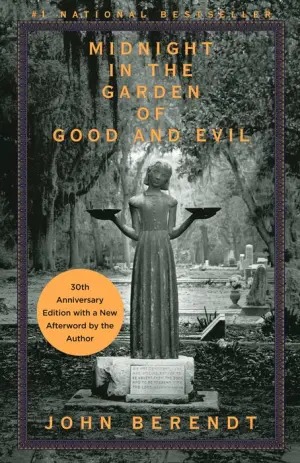 #1 NATIONAL BESTSELLER
MIDNIGHT
IN THE
GARDEN
OF
GOOD AND EVIL
30th
Anniversary
Edition with a New
Afterword by the
Author
JOHN BERENDT